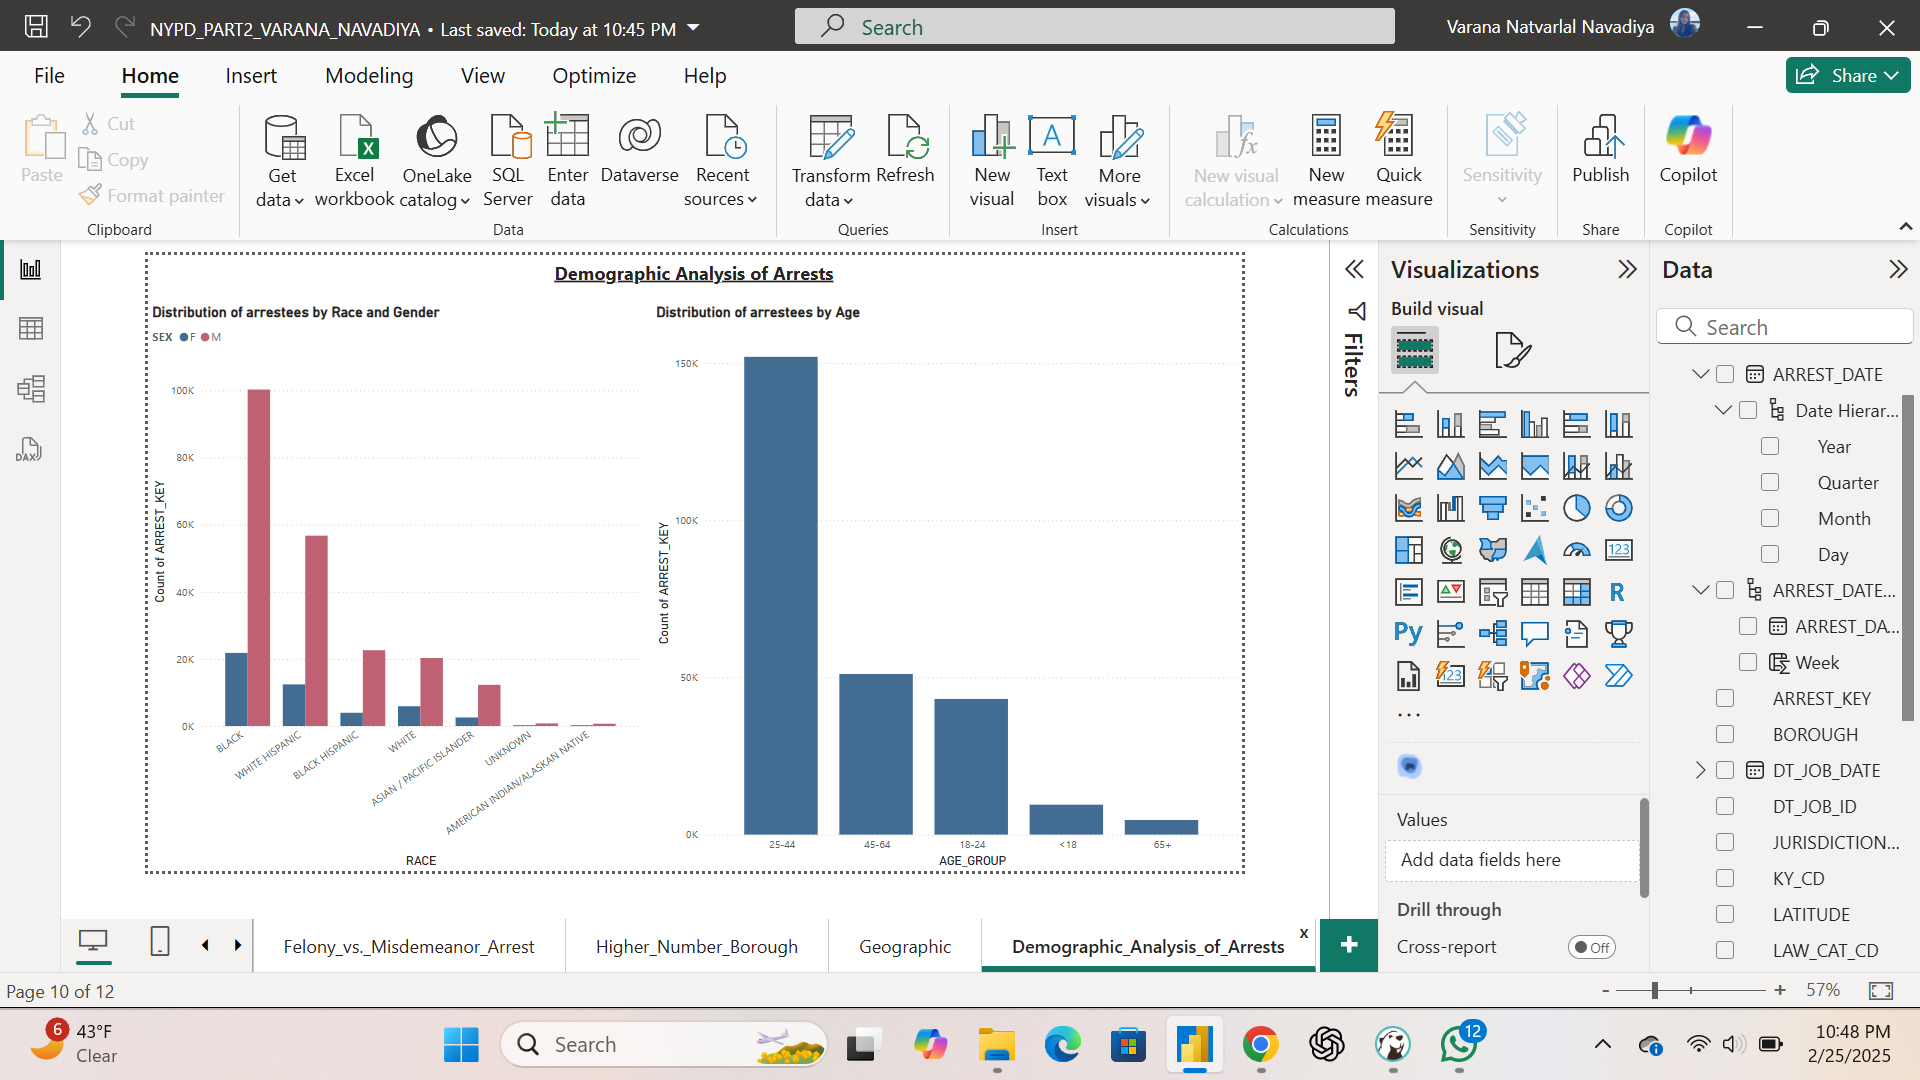 NYPD_PART2_VARANA_NAVADIYA • Last saved: Today at 10:45 PM
Search
Varana Natvarlal Navadiya
File
Home
Insert
Modeling
View
Optimize
Help
Share
Paste
Cut
Copy
Format painter
Clipboard
Get data
Excel workbook
OneLake catalog
SQL Server
Enter data
Dataverse
Recent sources
Data
Transform data
Refresh
Queries
New visual
Text box
More visuals
Insert
New visual calculation
New measure
Quick measure
Calculations
Sensitivity
Sensitivity
Publish
Share
Copilot
Copilot
Demographic Analysis of Arrests
Distribution of arrestees by Race and Gender
SEX F M
100K
80K
60K
40K
20K
0K
Count of ARREST_KEY
BLACK
WHITE HISPANIC
BLACK HISPANIC
WHITE
ASIAN / PACIFIC ISLANDER
UNKNOWN
AMERICAN INDIAN/ALASKAN NATIVE
RACE
Distribution of arrestees by Age
150K
100K
50K
0K
Count of ARREST_KEY
25-44
45-64
18-24
<18
65+
AGE_GROUP
Filters
Visualizations
Build visual
123
R
Py
123
...
Values
Add data fields here
Drill through
Cross-report
Off
Data
Search
ARREST_DATE
Date Hierar...
Year
Quarter
Month
Day
ARREST_DATE...
ARREST_DA...
Week
ARREST_KEY
BOROUGH
DT_JOB_DATE
DT_JOB_ID
JURISDICTION...
KY_CD
LATITUDE
LAW_CAT_CD
DAX
Felony_vs._Misdemeanor_Arrest
Higher_Number_Borough
Geographic
Demographic_Analysis_of_Arrests
x
+
Page 10 of 12
- + 57%
6
43°F
Clear
Search
12
10:48 PM
2/25/2025